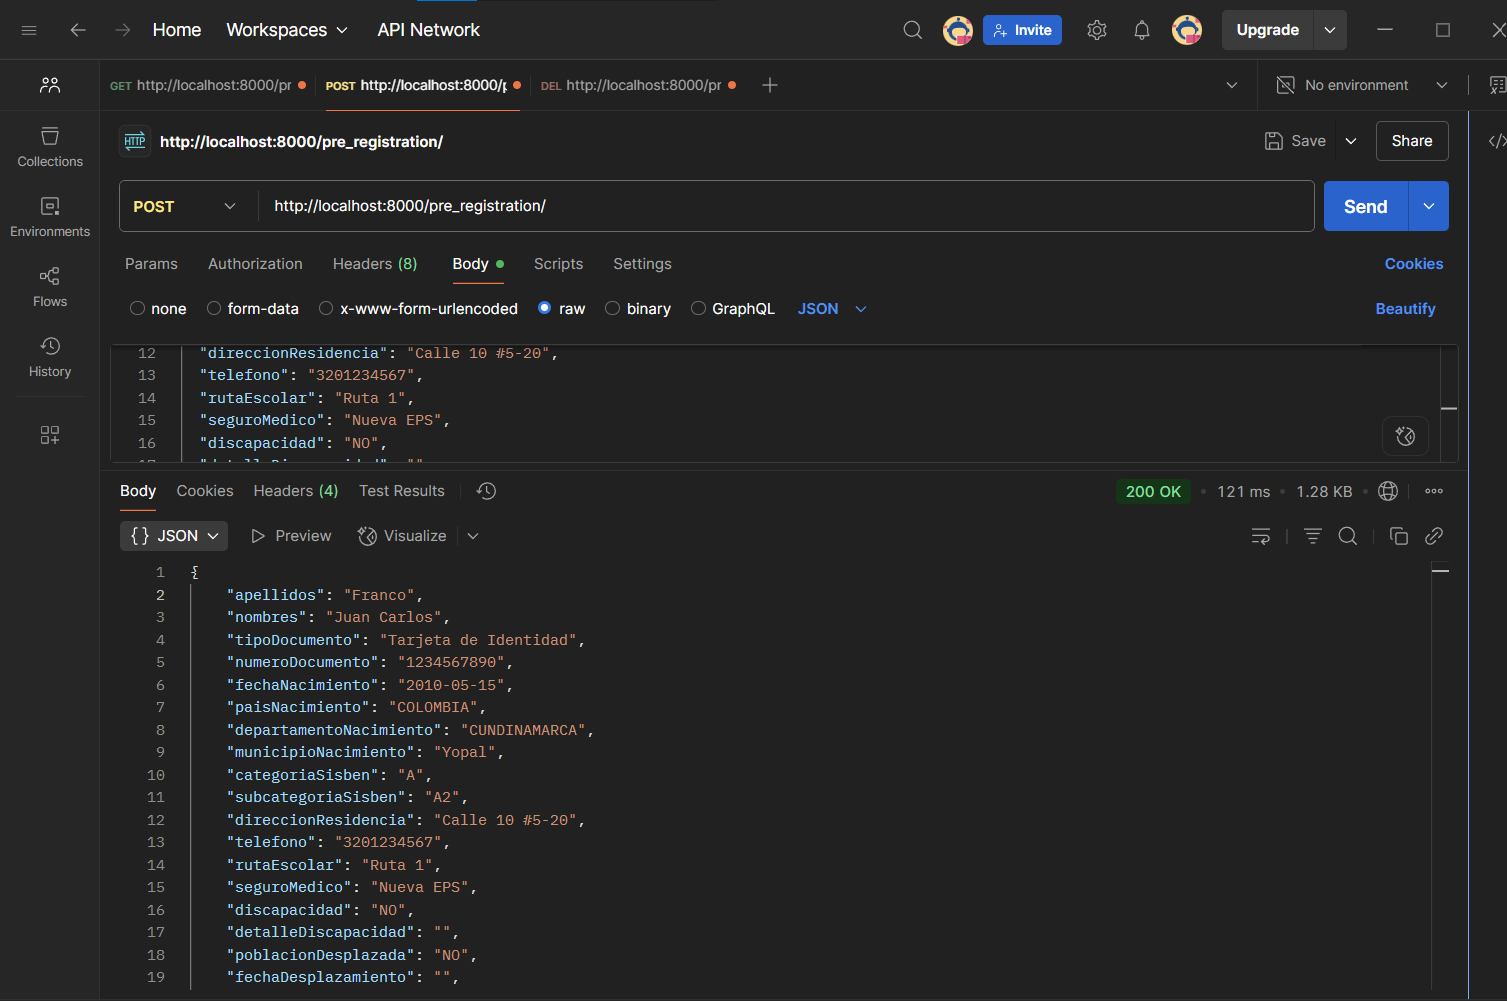 Home Workspaces API Network Invite Upgrade
GET http://localhost:8000/pr POST http://localhost:8000/p DEL http://localhost:8000/pr No environment
HTTP http://localhost:8000/pre_registration/ Save Share
Collections
POST http://localhost:8000/pre_registration/ Send
Environments
Params Authorization Headers (8) Body Scripts Settings Cookies
Flows
none form-data x-www-form-urlencoded raw binary GraphQL JSON Beautify
12 "direccionResidencia": "Calle 10 #5-20",
History
13 "telefono": "3201234567",
14 "rutaEscolar": "Ruta 1",
15 "seguroMedico": "Nueva EPS",
16 "discapacidad": "NO",
17 "detalleDiscapacidad": ""
Body Cookies Headers (4) Test Results 200 OK 121 ms 1.28 KB
{} JSON Preview Visualize
1 {
2 "apellidos": "Franco",
3 "nombres": "Juan Carlos",
4 "tipoDocumento": "Tarjeta de Identidad",
5 "numeroDocumento": "1234567890",
6 "fechaNacimiento": "2010-05-15",
7 "paisNacimiento": "COLOMBIA",
8 "departamentoNacimiento": "CUNDINAMARCA",
9 "municipioNacimiento": "Yopal",
10 "categoriaSisben": "A",
11 "subcategoriaSisben": "A2",
12 "direccionResidencia": "Calle 10 #5-20",
13 "telefono": "3201234567",
14 "rutaEscolar": "Ruta 1",
15 "seguroMedico": "Nueva EPS",
16 "discapacidad": "NO",
17 "detalleDiscapacidad": "",
18 "poblacionDesplazada": "NO",
19 "fechaDesplazamiento": "",